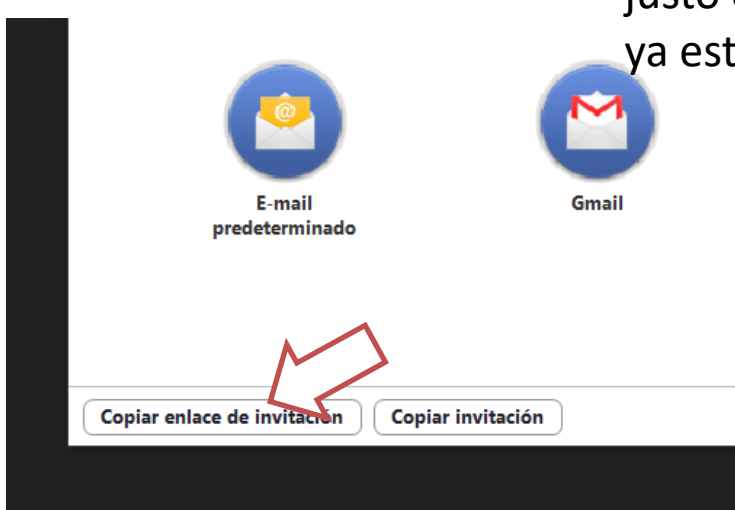 ya est
E-mail
predeterminado
Gmail
Copiar enlace de invitación
Copiar invitación